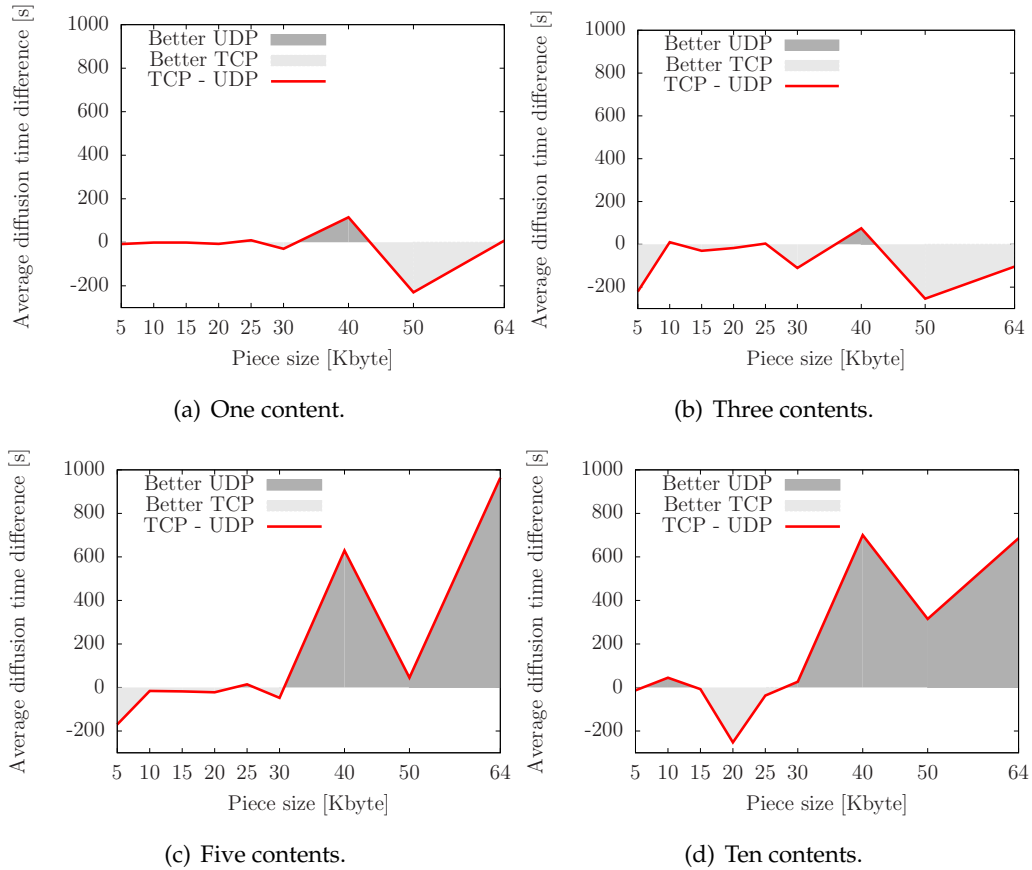 Average diffusion time difference [s]
1000
800
600
400
200
0
-200
Better UDP
Better TCP
TCP - UDP
5 10 15 20 25 30 40 50 64
Piece size [Kbyte]
(a) One content.
Average diffusion time difference [s]
1000
800
600
400
200
0
-200
Better UDP
Better TCP
TCP - UDP
5 10 15 20 25 30 40 50 64
Piece size [Kbyte]
(b) Three contents.
Average diffusion time difference [s]
1000
800
600
400
200
0
-200
Better UDP
Better TCP
TCP - UDP
5 10 15 20 25 30 40 50 64
Piece size [Kbyte]
(c) Five contents.
Average diffusion time difference [s]
1000
800
600
400
200
0
-200
Better UDP
Better TCP
TCP - UDP
5 10 15 20 25 30 40 50 64
Piece size [Kbyte]
(d) Ten contents.